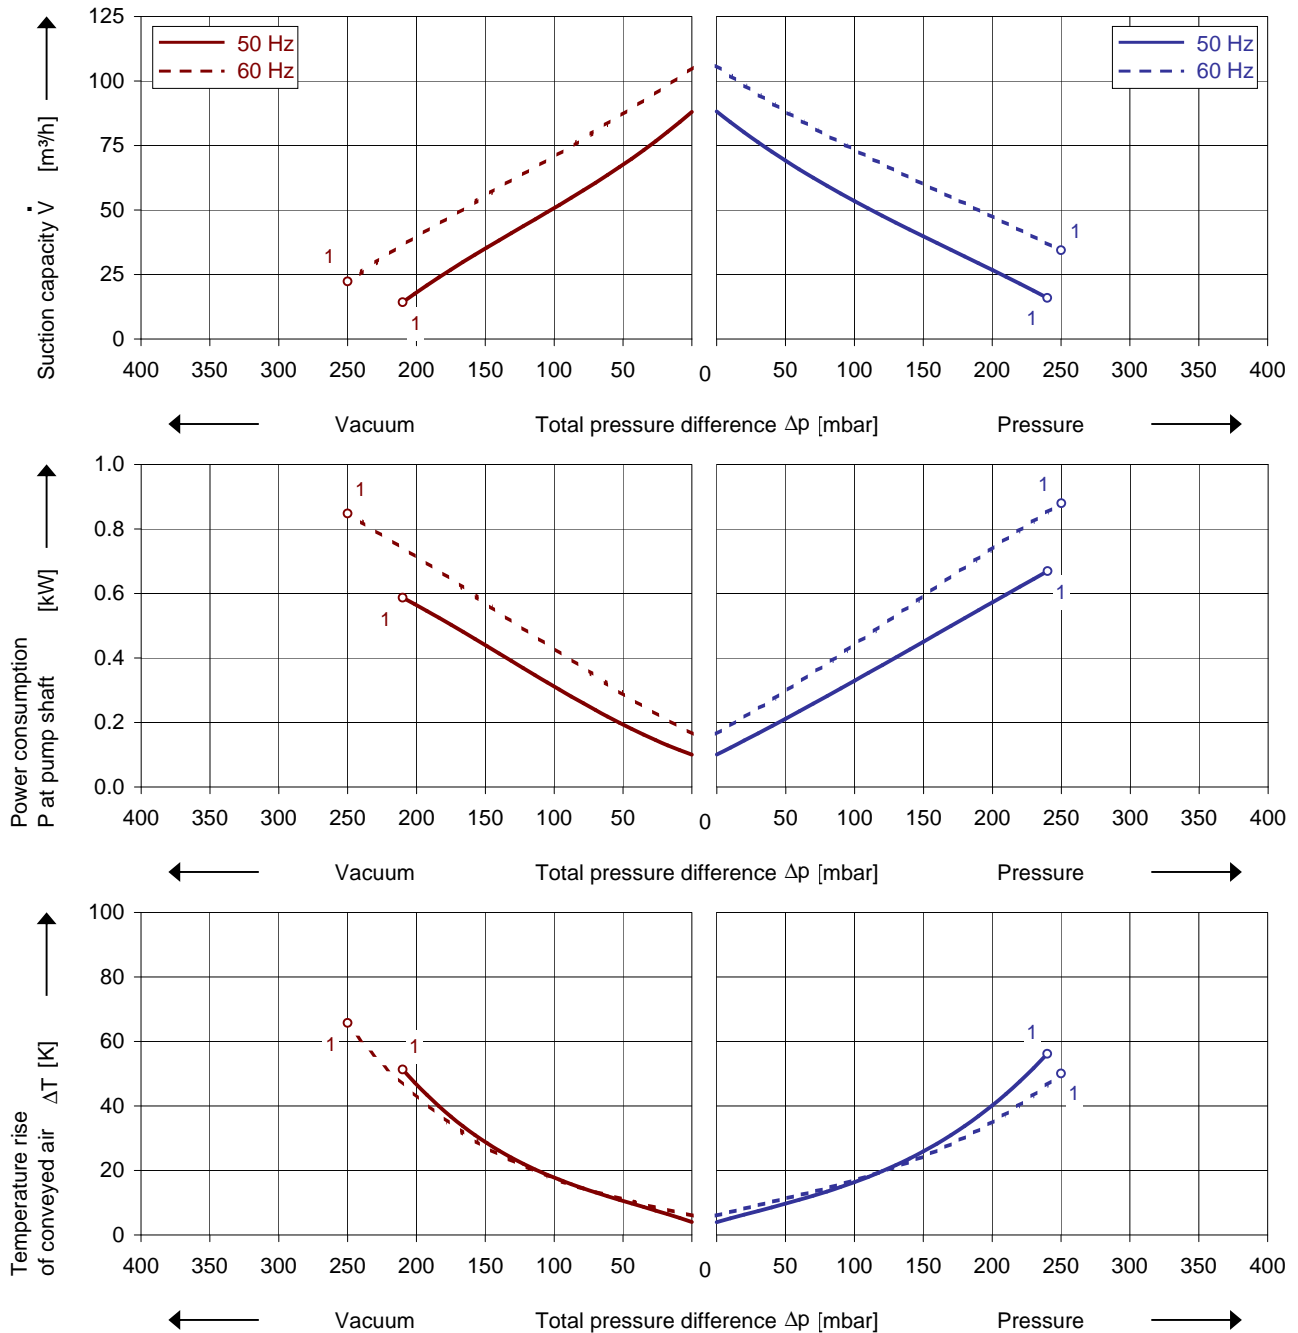 125
100
75
50
25
0
Suction capacity V̇ [m³/h]
50 Hz
60 Hz
50 Hz
60 Hz
1
1
1
1
400 350 300 250 200 150 100 50 0 50 100 150 200 250 300 350 400
Vacuum Total pressure difference Δp [mbar] Pressure
1.0
0.8
0.6
0.4
0.2
0.0
Power consumption
P at pump shaft [kW]
1
1
1
1
400 350 300 250 200 150 100 50 0 50 100 150 200 250 300 350 400
Vacuum Total pressure difference Δp [mbar] Pressure
100
80
60
40
20
0
Temperature rise
of conveyed air ΔT [K]
1
1
1
1
400 350 300 250 200 150 100 50 0 50 100 150 200 250 300 350 400
Vacuum Total pressure difference Δp [mbar] Pressure